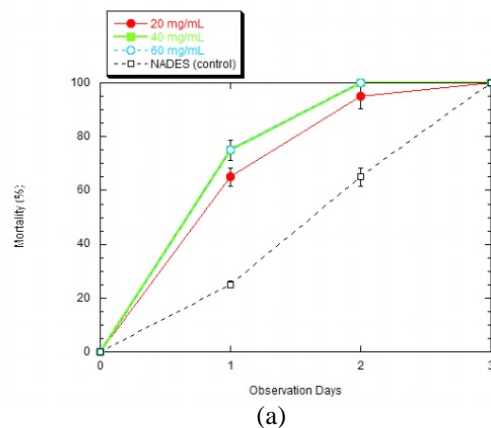 20 mg/mL
40 mg/mL
60 mg/mL
NADES (control)
100
80
60
40
20
0
Mortality (%)
0 1 2 3
Observation Days
(a)